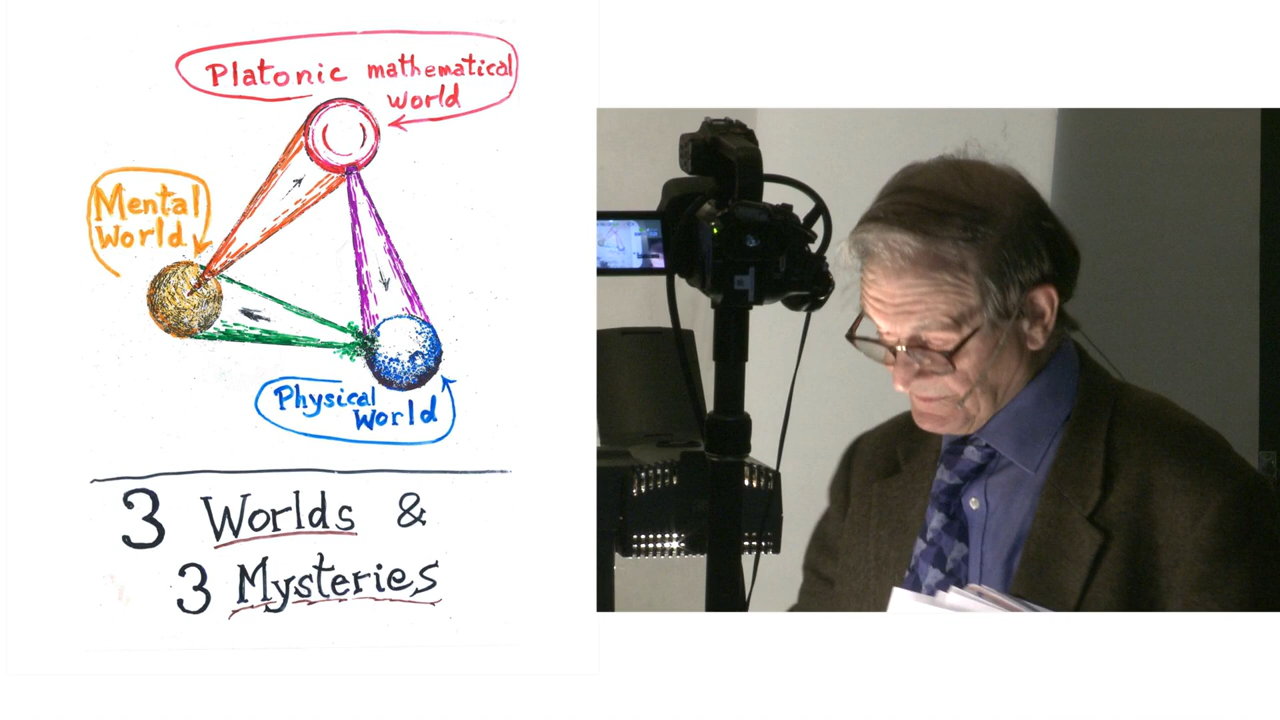 Platonic mathematical
world
Mental
World
Physical
World
3 Worlds &
3 Mysteries